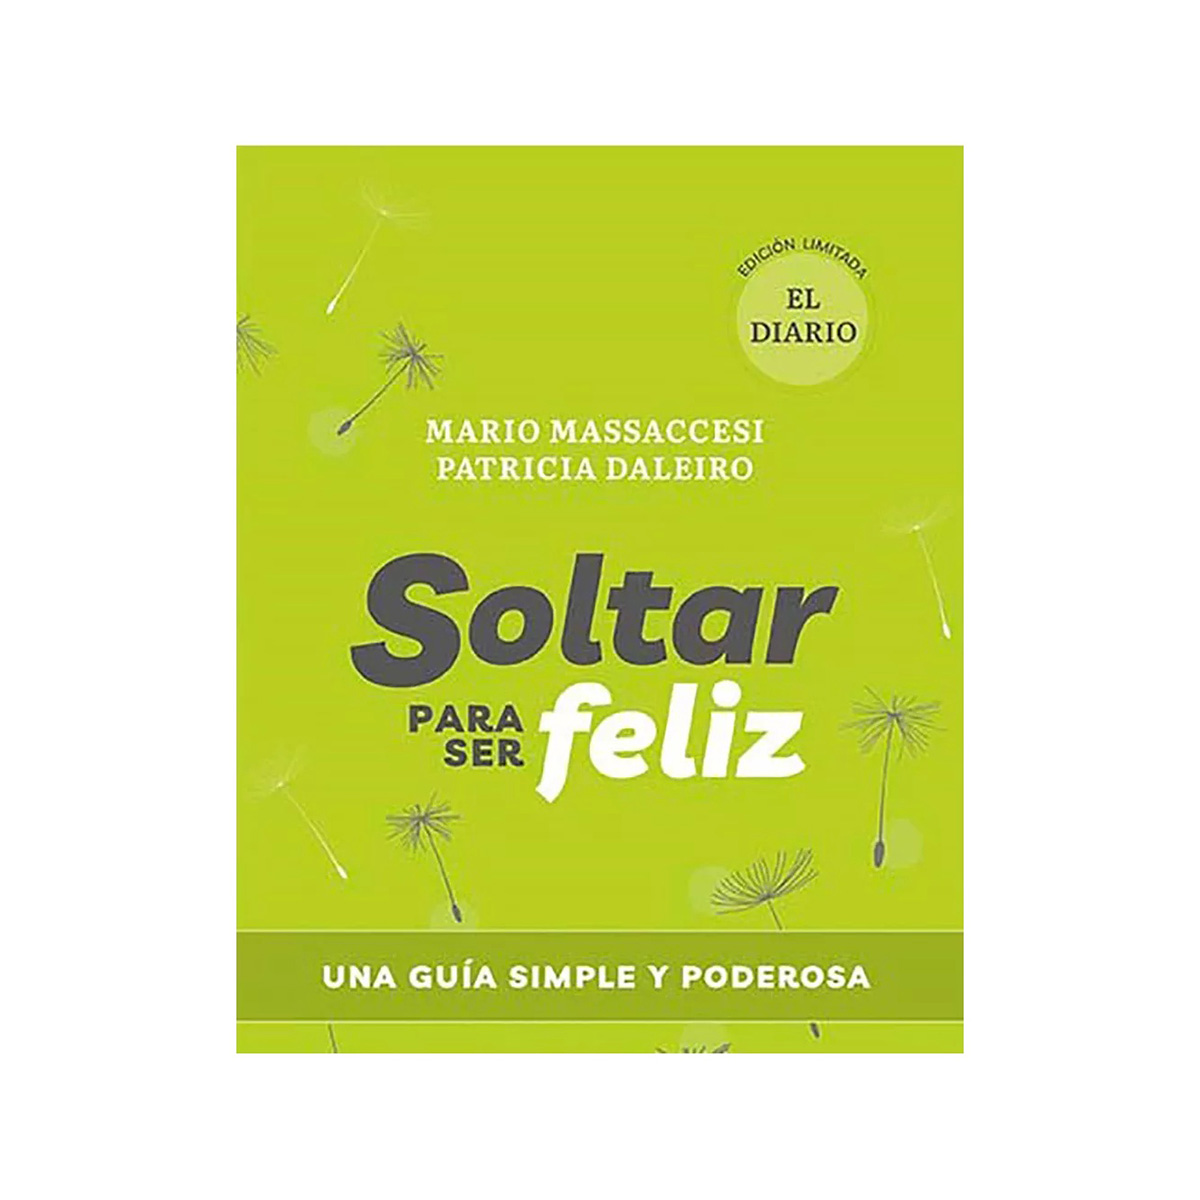 EDICIÓN LIMITADA
EL
DIARIO
MARIO MASSACCESI
PATRICIA DALEIRO
Soltar
PARA
SER
feliz
UNA GUÍA SIMPLE Y PODEROSA